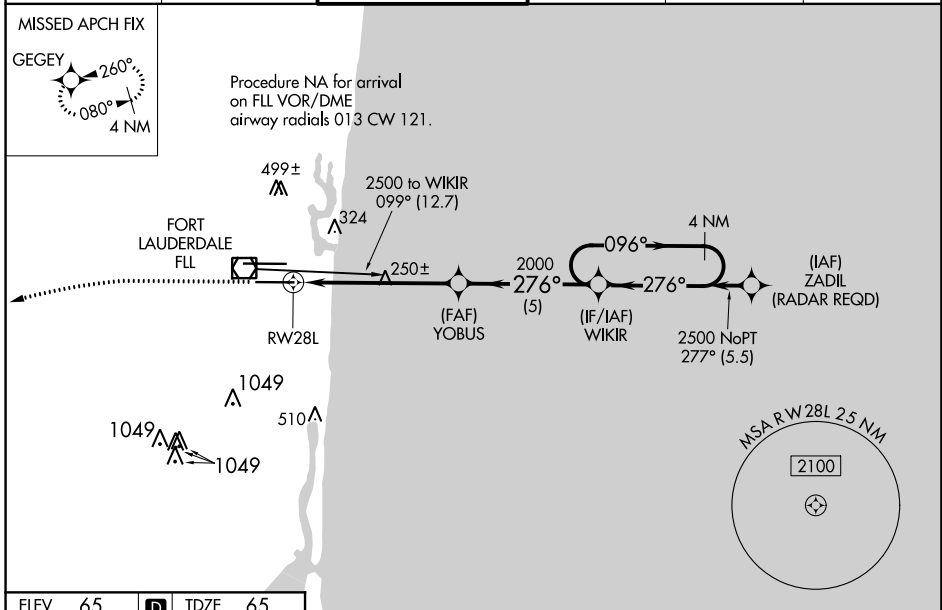 MISSED APCH FIX
GEGEY
260°
080°
4 NM
Procedure NA for arrival
on FLL VOR/DME
airway radials 013 CW 121.
499±
2500 to WIKIR
099° (12.7)
324
FORT
LAUDERDALE
FLL
250±
4 NM
096°
2000
276°
(5)
276°
(IAF)
ZADIL
(RADAR REQD)
(FAF)
YOBUS
(IF/IAF)
WIKIR
RW28L
2500 NoPT
277° (5.5)
1049
510
1049
1049
MSA RW28L 25 NM
2100
ELEV 65 D TDZE 65